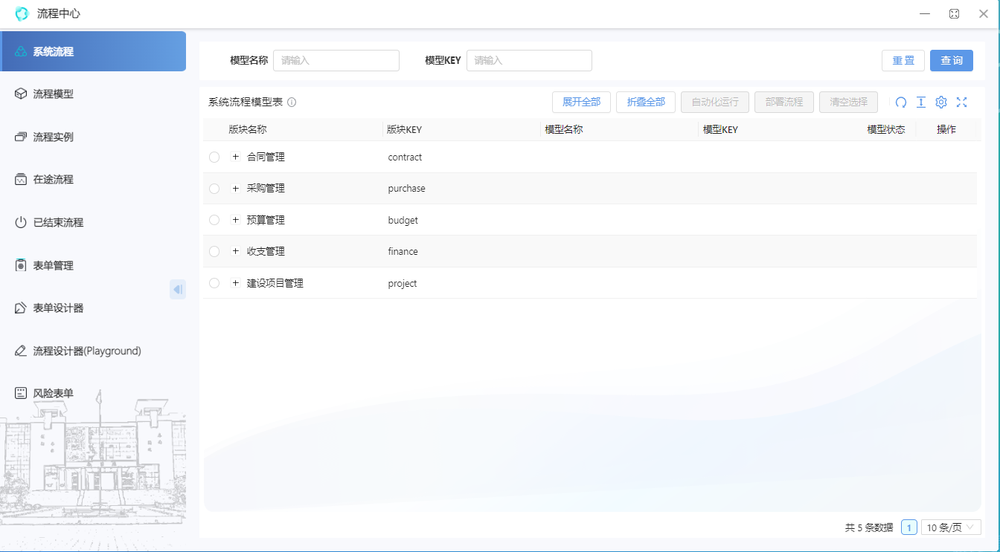 流程中心
系统流程
流程模型
流程实例
在途流程
已结束流程
表单管理
表单设计器
流程设计器(Playground)
风险表单
模型名称 请输入 模型KEY 请输入 重置 查询
系统流程模型表 展开全部 折叠全部 自动化运行 部署流程 清空选择
版块名称 版块KEY 模型名称 模型KEY 模型状态 操作
合同管理 contract
采购管理 purchase
预算管理 budget
收支管理 finance
建设项目管理 project
共 5 条数据 1 10 条/页